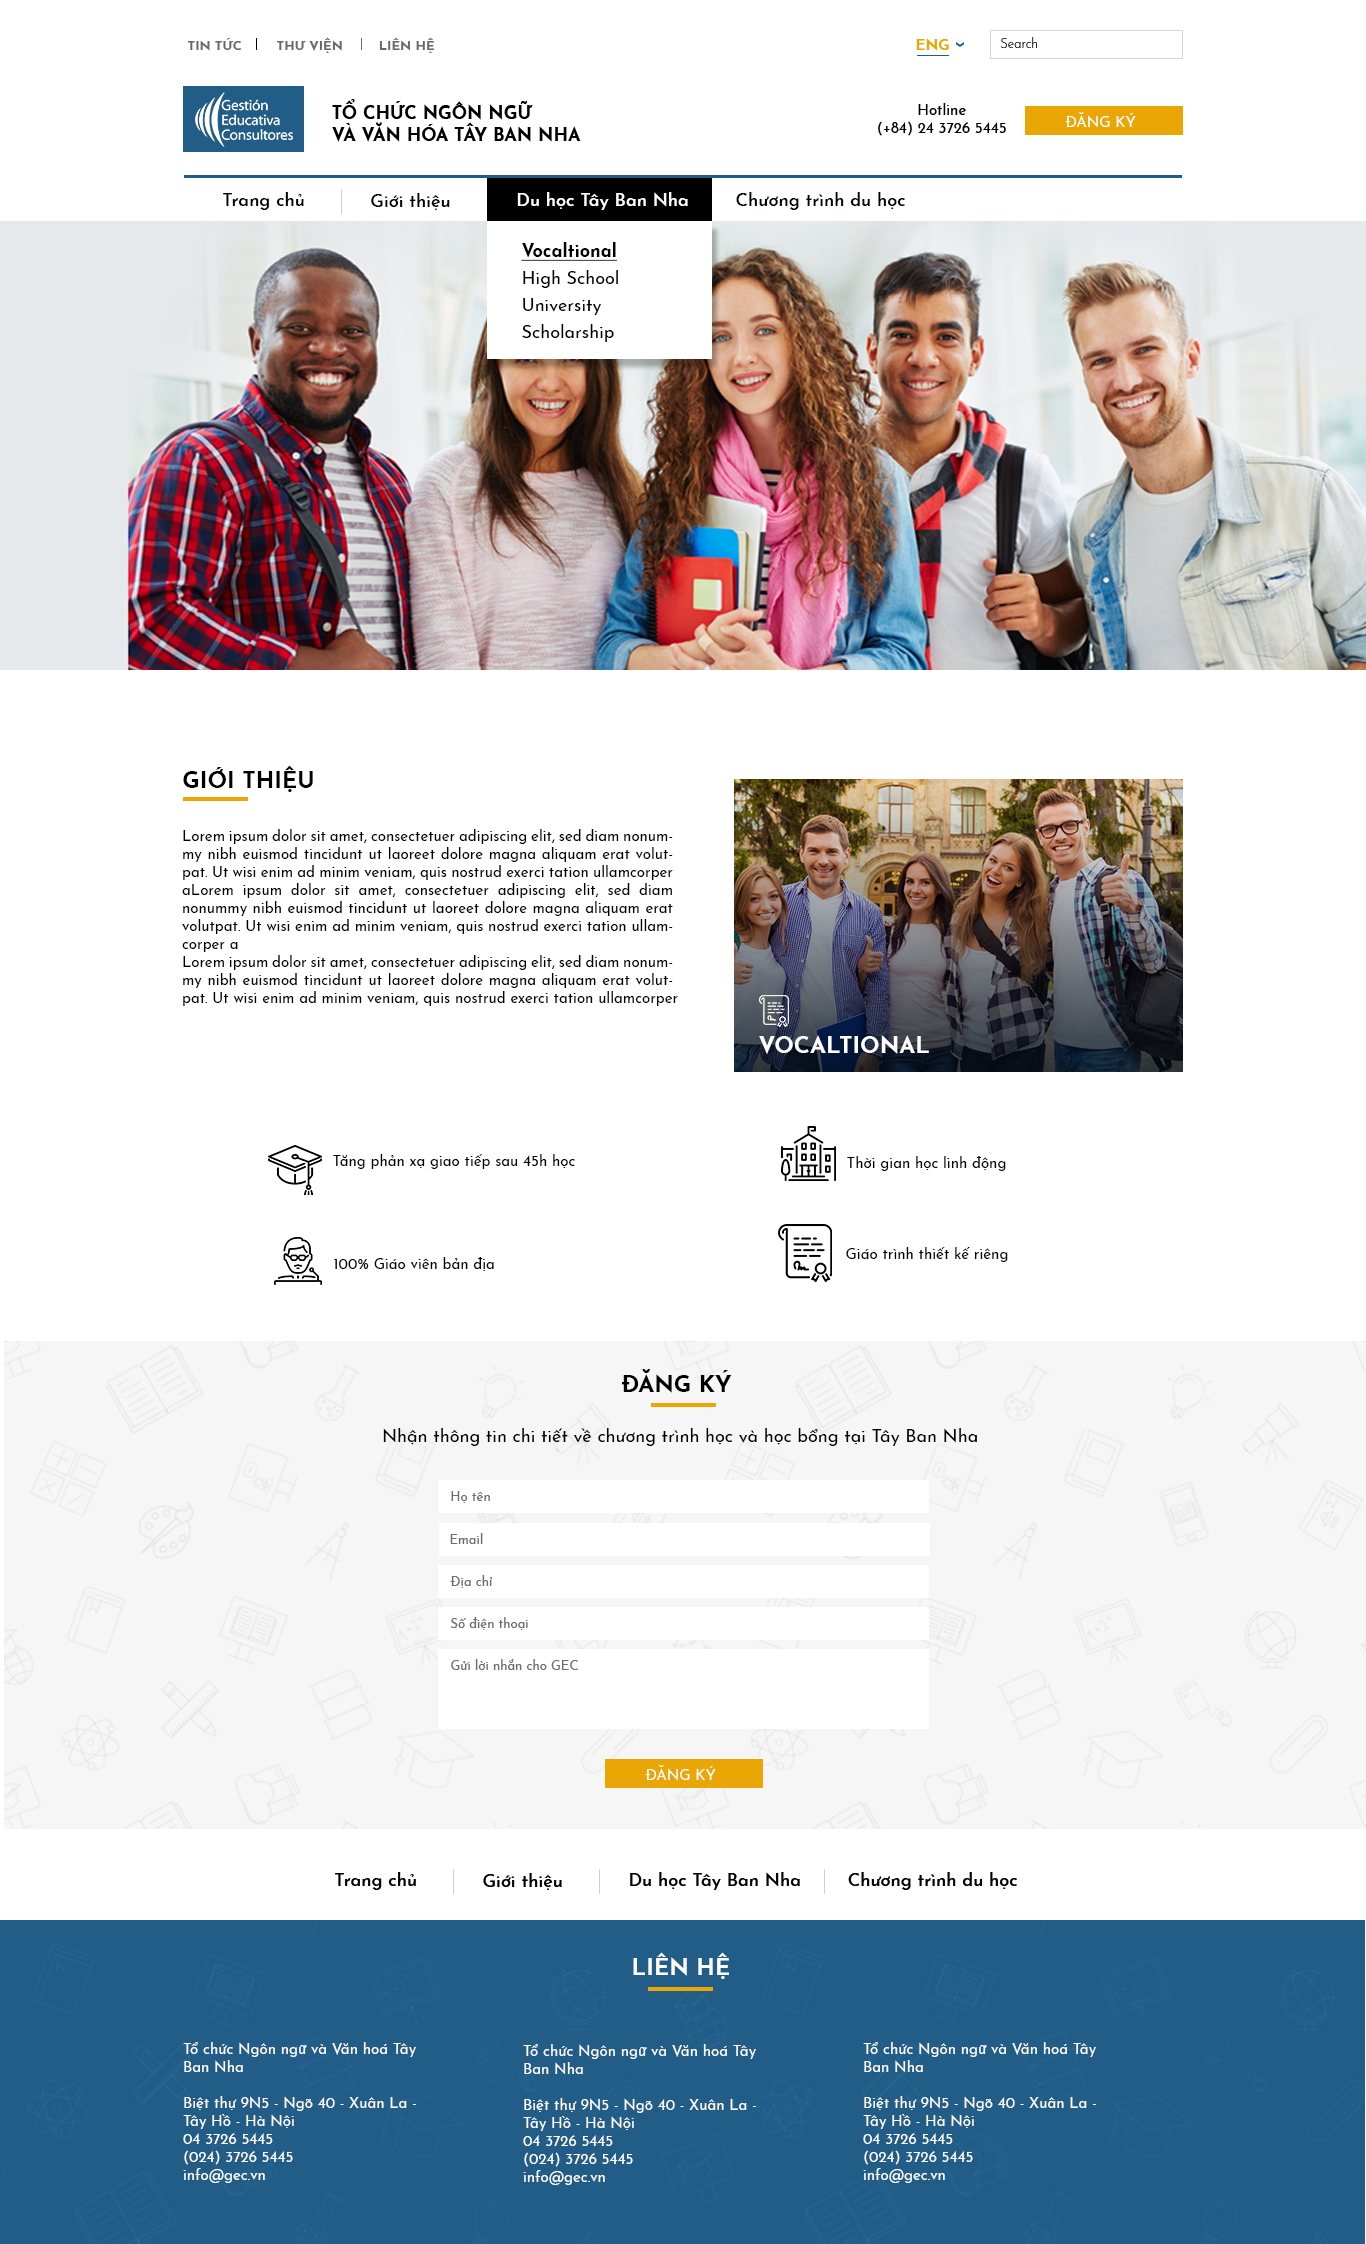 TIN TỨC
THƯ VIỆN
LIÊN HỆ
ENG
Search
Gestión
Educativa
Consultores
TỔ CHỨC NGÔN NGỮ
VÀ VĂN HÓA TÂY BAN NHA
Hotline
(+84) 24 3726 5445
ĐĂNG KÝ
Trang chủ
Giới thiệu
Du học Tây Ban Nha
Chương trình du học
Vocaltional
High School
University
Scholarship
GIỚI THIỆU
Lorem ipsum dolor sit amet, consectetuer adipiscing elit, sed diam nonum-
my nibh euismod tincidunt ut laoreet dolore magna aliquam erat volut-
pat. Ut wisi enim ad minim veniam, quis nostrud exerci tation ullamcorper
aLorem ipsum dolor sit amet, consectetuer adipiscing elit, sed diam
nonummy nibh euismod tincidunt ut laoreet dolore magna aliquam erat
volutpat. Ut wisi enim ad minim veniam, quis nostrud exerci tation ullam-
corper a
Lorem ipsum dolor sit amet, consectetuer adipiscing elit, sed diam nonum-
my nibh euismod tincidunt ut laoreet dolore magna aliquam erat volut-
pat. Ut wisi enim ad minim veniam, quis nostrud exerci tation ullamcorper
VOCALTIONAL
Tăng phản xạ giao tiếp sau 45h học
Thời gian học linh động
100% Giáo viên bản địa
Giáo trình thiết kế riêng
ĐĂNG KÝ
Nhận thông tin chi tiết về chương trình học và học bổng tại Tây Ban Nha
Họ tên
Email
Địa chỉ
Số điện thoại
Gửi lời nhắn cho GEC
ĐĂNG KÝ
Trang chủ
Giới thiệu
Du học Tây Ban Nha
Chương trình du học
LIÊN HỆ
Tổ chức Ngôn ngữ và Văn hoá Tây
Ban Nha
Biệt thự 9N5 - Ngõ 40 - Xuân La -
Tây Hồ - Hà Nội
04 3726 5445
(024) 3726 5445
info@gec.vn
Tổ chức Ngôn ngữ và Văn hoá Tây
Ban Nha
Biệt thự 9N5 - Ngõ 40 - Xuân La -
Tây Hồ - Hà Nội
04 3726 5445
(024) 3726 5445
info@gec.vn
Tổ chức Ngôn ngữ và Văn hoá Tây
Ban Nha
Biệt thự 9N5 - Ngõ 40 - Xuân La -
Tây Hồ - Hà Nội
04 3726 5445
(024) 3726 5445
info@gec.vn